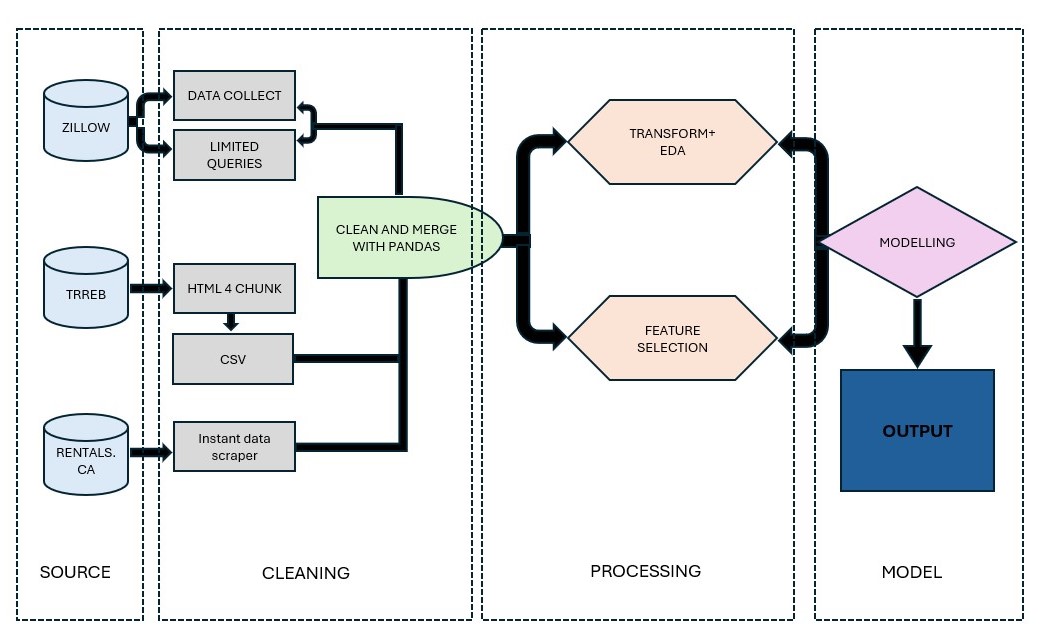 ZILLOW
DATA COLLECT
LIMITED
QUERIES
TRREB
HTML 4 CHUNK
CSV
RENTALS.
CA
Instant data
scraper
CLEAN AND MERGE
WITH PANDAS
TRANSFORM+
EDA
FEATURE
SELECTION
MODELLING
OUTPUT
SOURCE
CLEANING
PROCESSING
MODEL